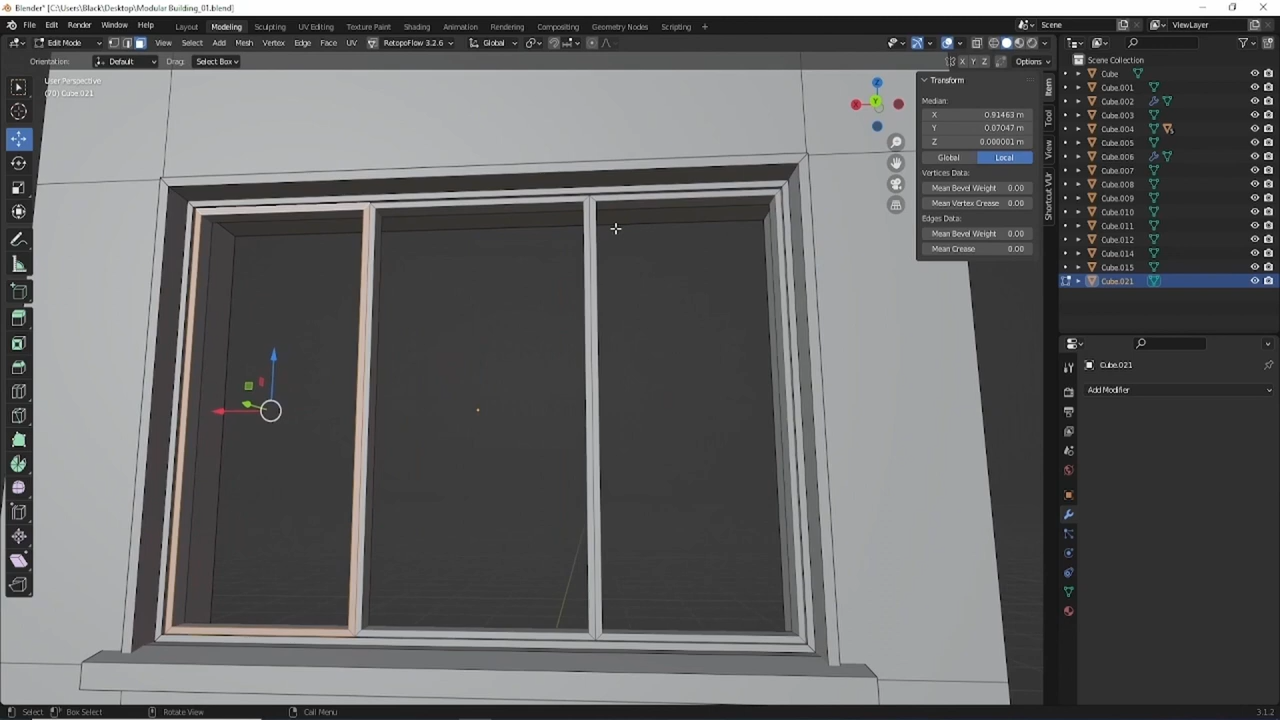 Blender* [C:\Users\Black\Desktop\Modular Building_01.blend]
File Edit Render Window Help Layout Modeling Sculpting UV Editing Texture Paint Shading Animation Rendering Compositing Geometry Nodes Scripting + Scene ViewLayer
Edit Mode View Select Add Mesh Vertex Edge Face UV RetopoFlow 3.2.6 Global
Orientation: Default Drag: Select Box X Y Z Options
User Perspective
(70) Cube.021
Transform
Median:
X 0.91463 m
Y 0.07047 m
Z 0.000001 m
Global Local
Vertices Data:
Mean Bevel Weight 0.00
Mean Vertex Crease 0.00
Edges Data:
Mean Bevel Weight 0.00
Mean Crease 0.00
Item
Tool
View
Shortcut VUr
Z
X
Y
Scene Collection
Cube
Cube.001
Cube.002
Cube.003
Cube.004
Cube.005
Cube.006
Cube.007
Cube.008
Cube.009
Cube.010
Cube.011
Cube.012
Cube.014
Cube.015
Cube.021
Cube.021
Add Modifier
Select Box Select Rotate View Call Menu 3.1.2